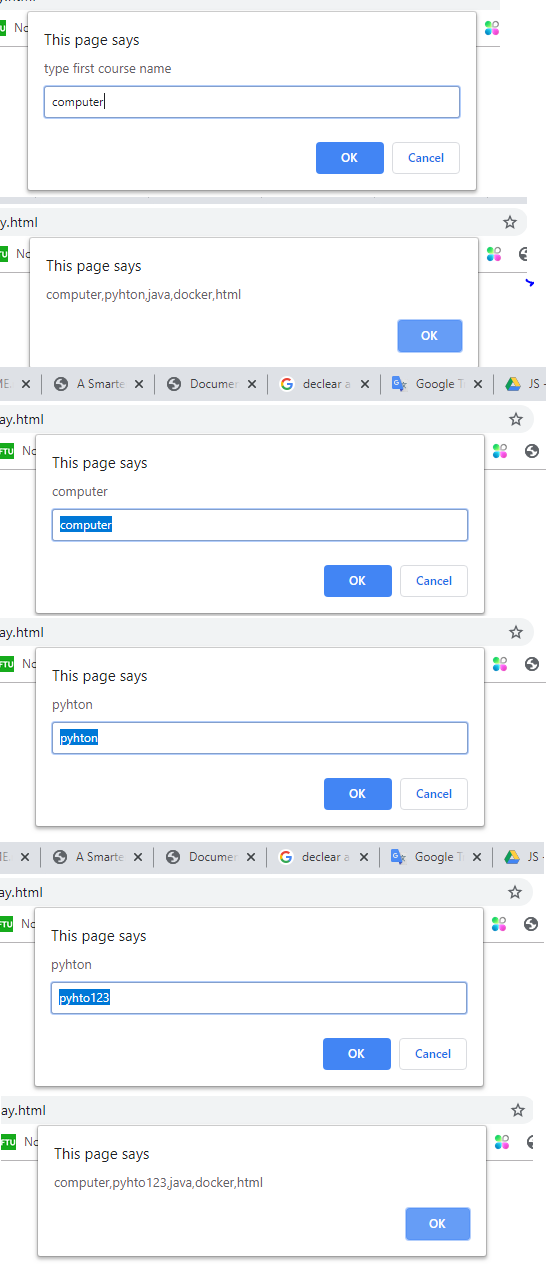 No
This page says
type first course name
computer
OK Cancel
y.html
No
This page says
computer,pyhton,java,docker,html
OK
A Smarte Documen declear a Google T JS -
ay.html
FTU No
This page says
computer
computer
OK Cancel
ay.html
FTU No
This page says
pyhton
pyhton
OK Cancel
A Smarte Documen declear a Google T JS -
ay.html
FTU No
This page says
pyhton
pyhto123
OK Cancel
ay.html
FTU No
This page says
computer,pyhto123,java,docker,html
OK